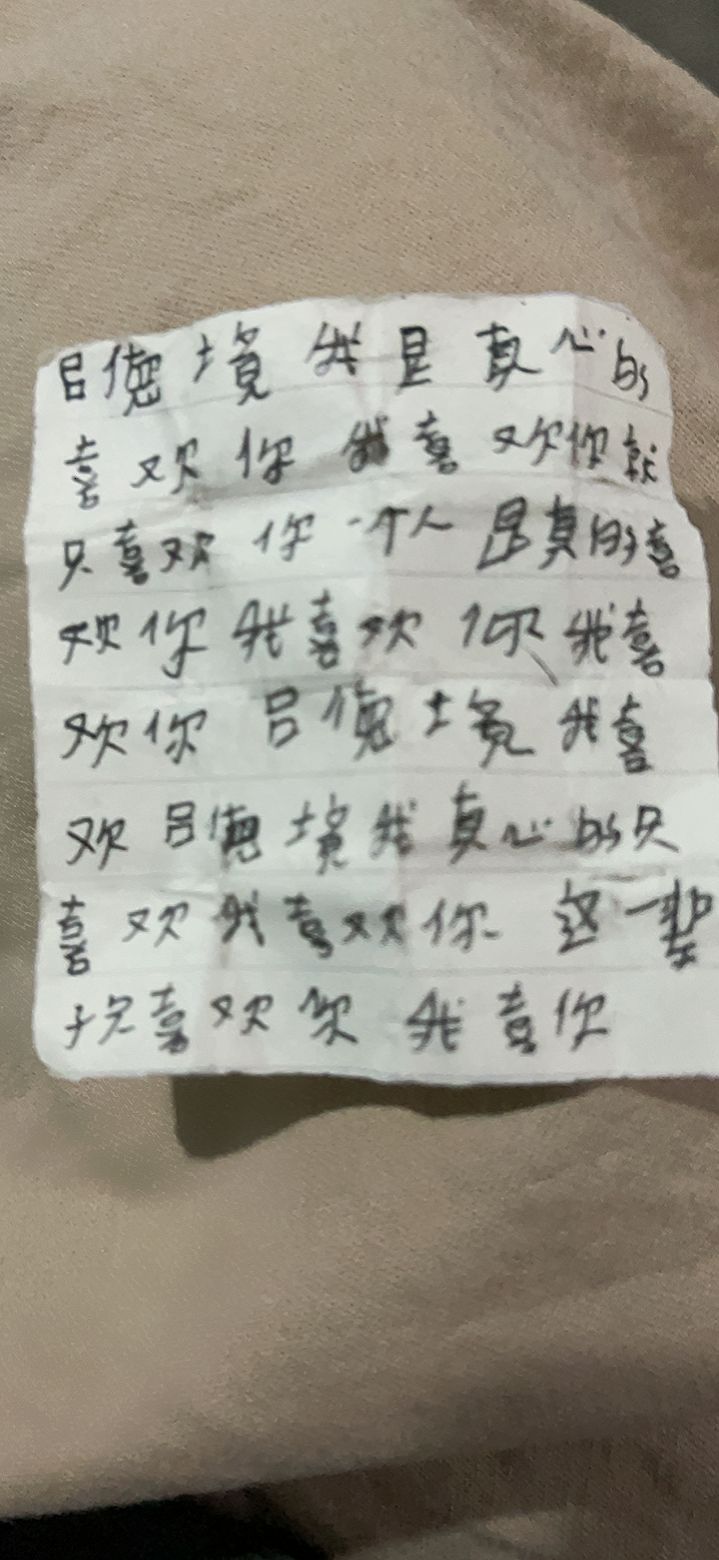 吕德境我是真心的
喜欢你我喜欢你就
只喜欢你一个人是真的喜
欢你我喜欢你我喜
欢你吕德境我喜
欢吕德境我真心的只
喜欢我喜欢你这一辈
子只喜欢你我喜你